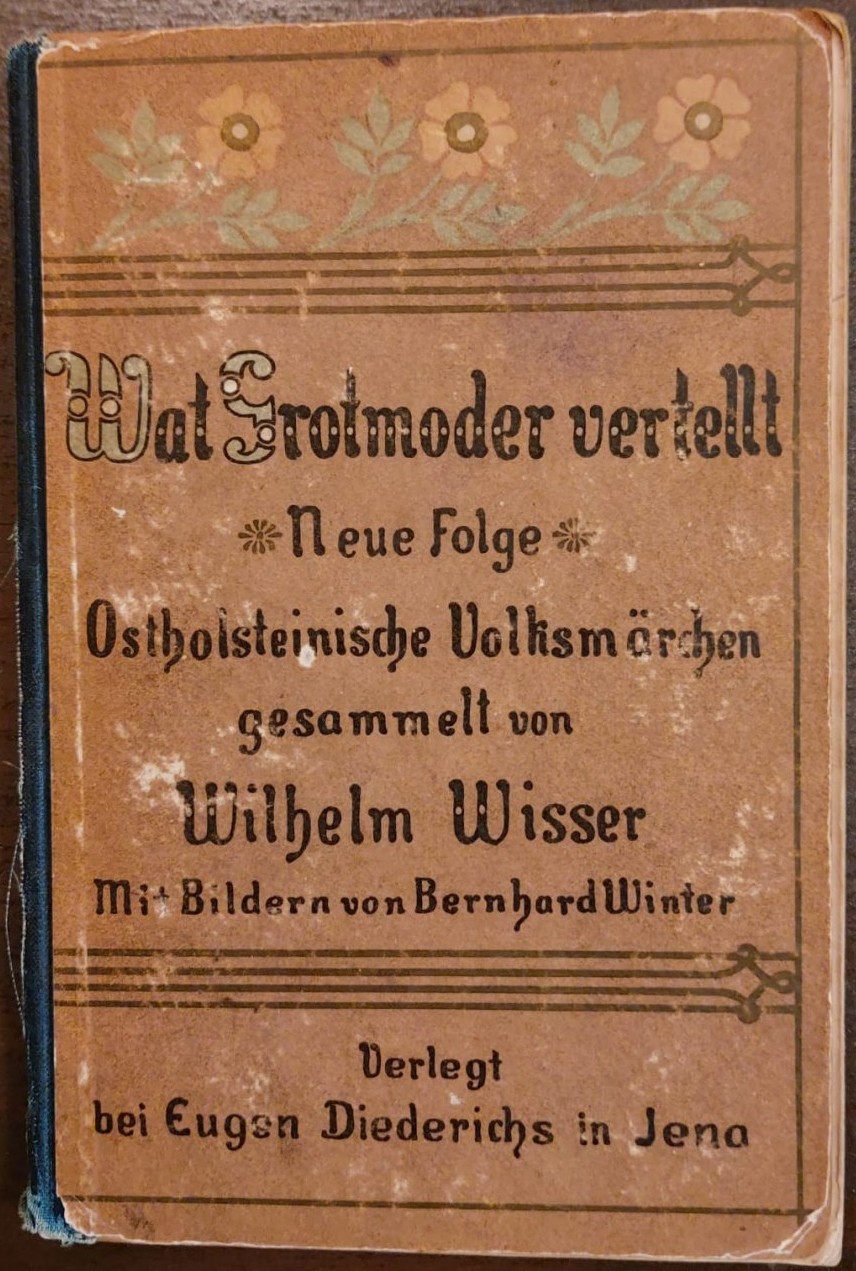 Wat Grotmoder vertellt
Neue Folge
Ostholsteinische Volksmärchen
gesammelt von
Wilhelm Wisser
Mit Bildern von Bernhard Winter
Verlegt
bei Eugen Diederichs in Jena